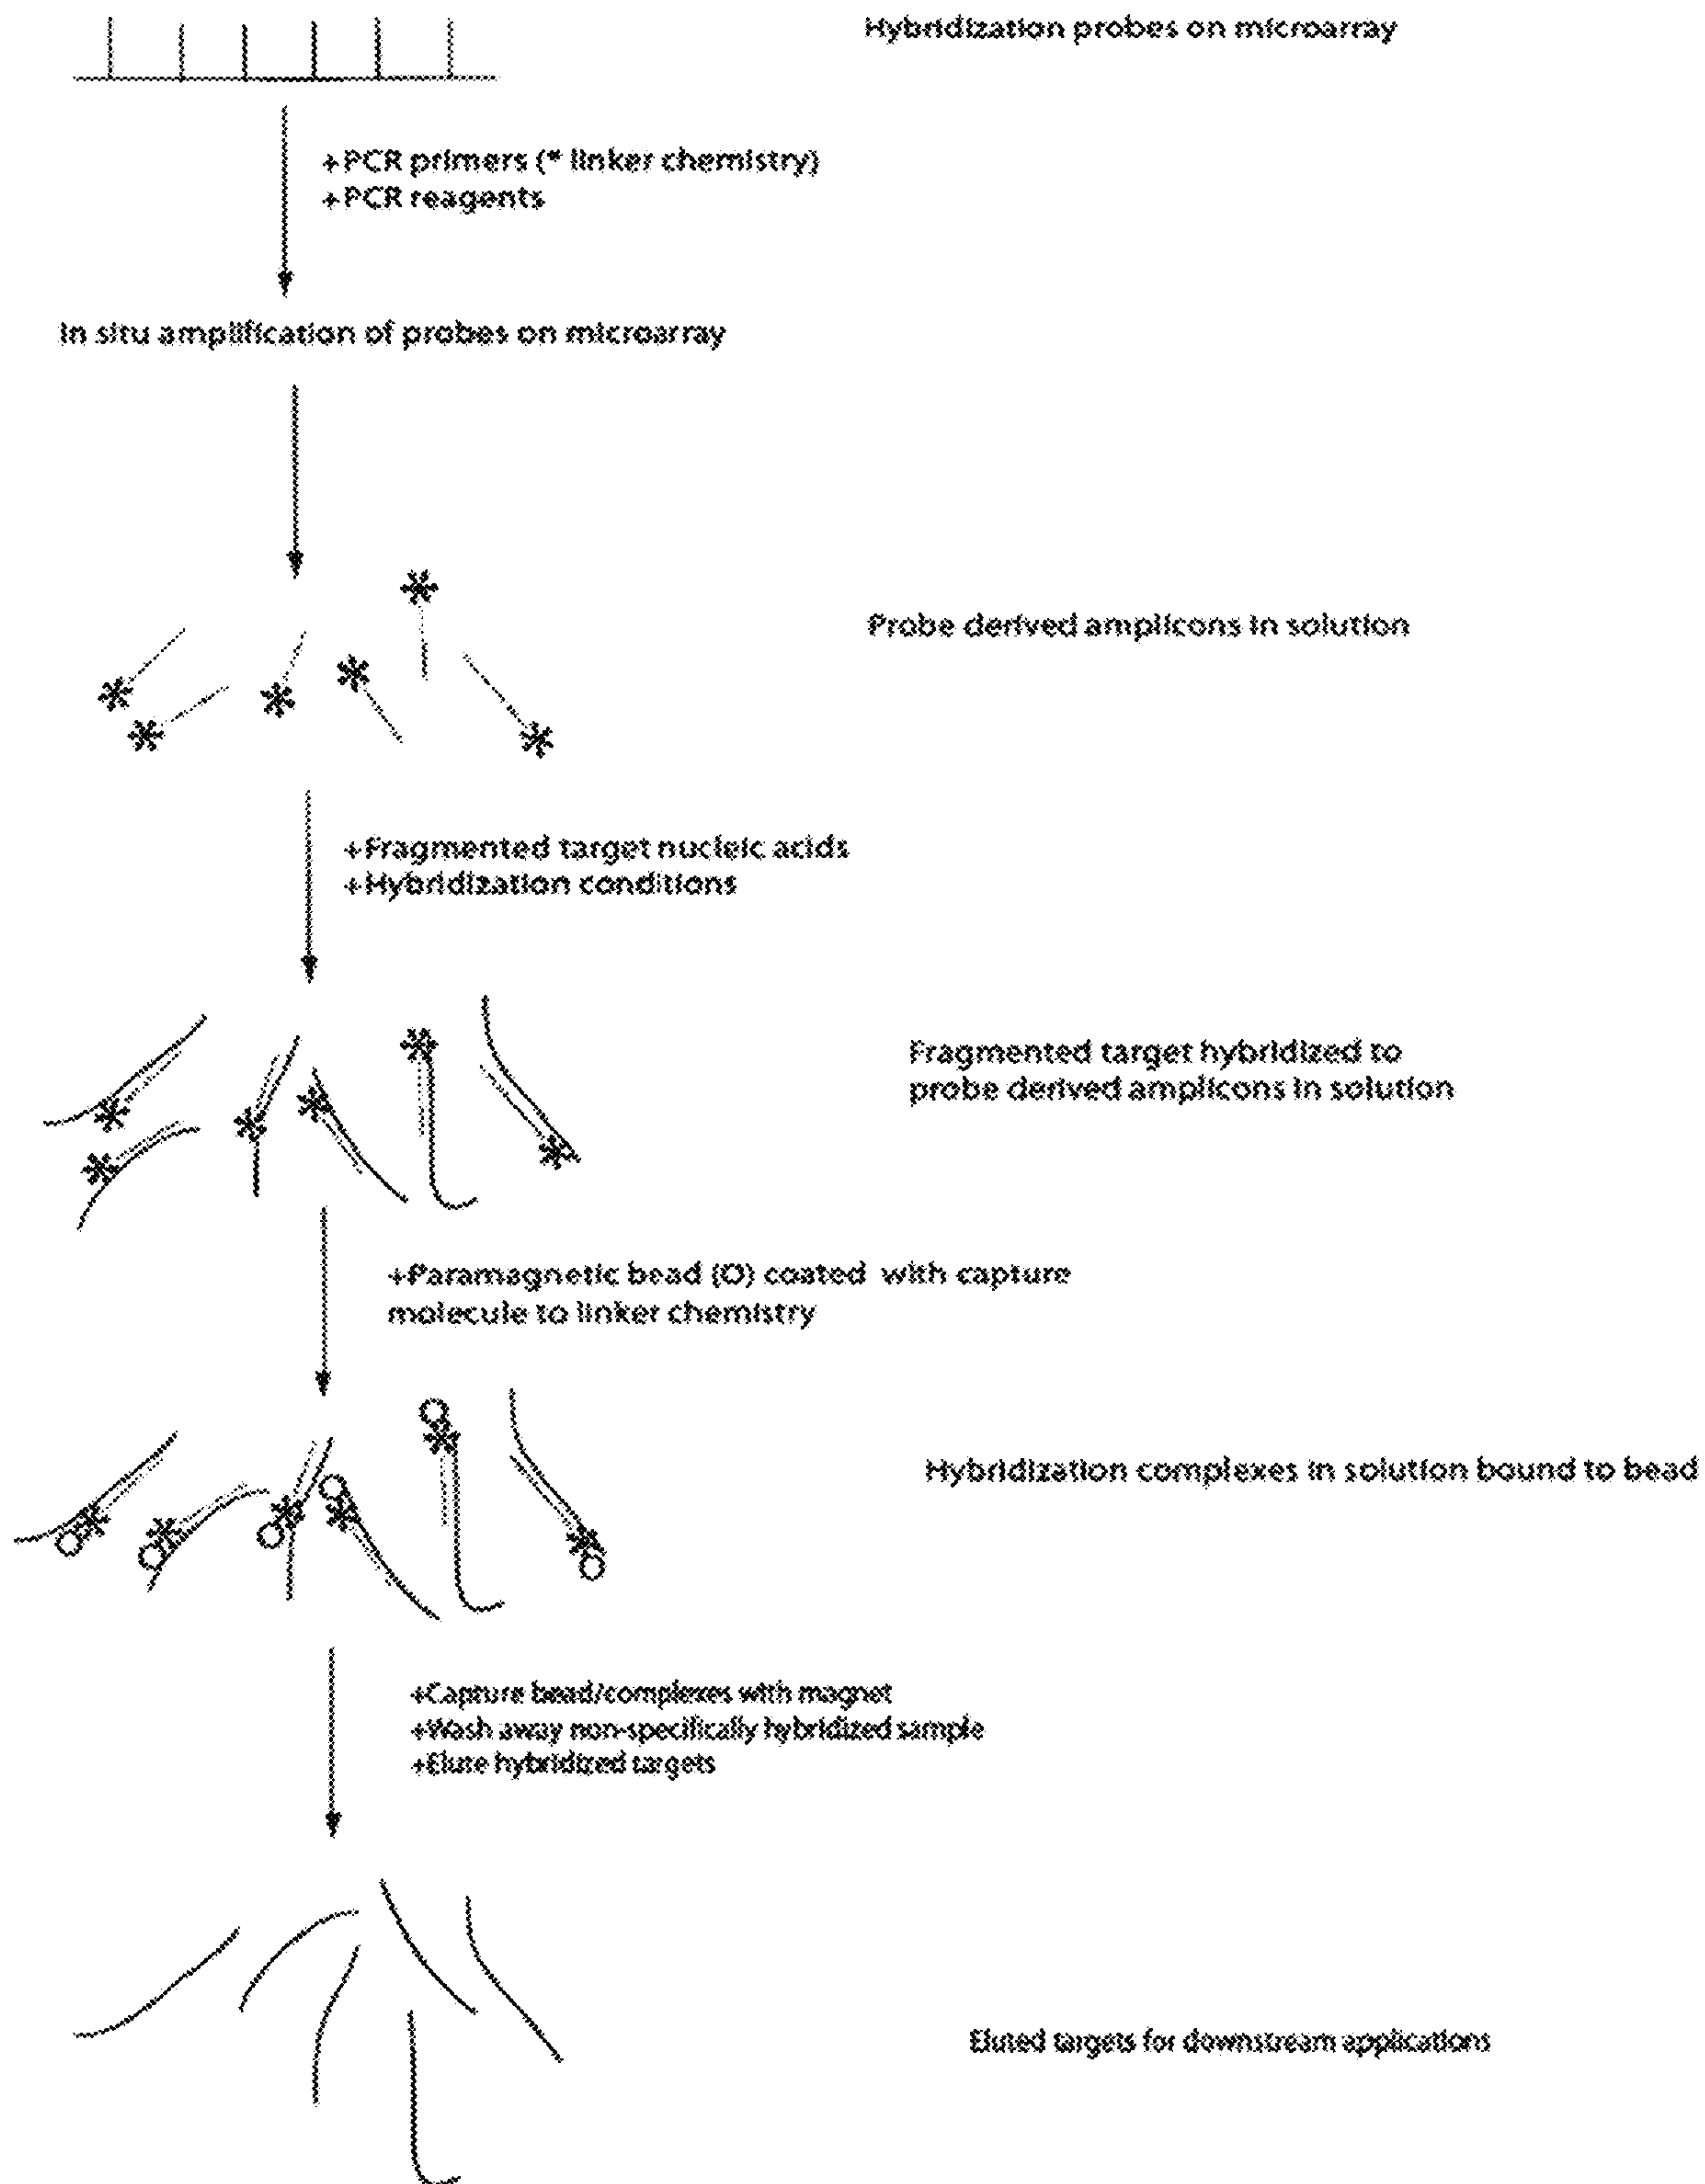 Hybridization probes on microarray
+PCR primers (* linker chemistry)
+PCR reagents
In situ amplification of probes on microarray
Probe derived amplicons in solution
+Fragmented target nucleic acids
+Hybridization conditions
Fragmented target hybridized to
probe derived amplicons in solution
+Paramagnetic bead (O) coated with capture
molecule to linker chemistry
Hybridization complexes in solution bound to bead
+Capture bead/complexes with magnet
+Wash away non-specifically hybridized sample
+Elute hybridized targets
Eluted targets for downstream applications